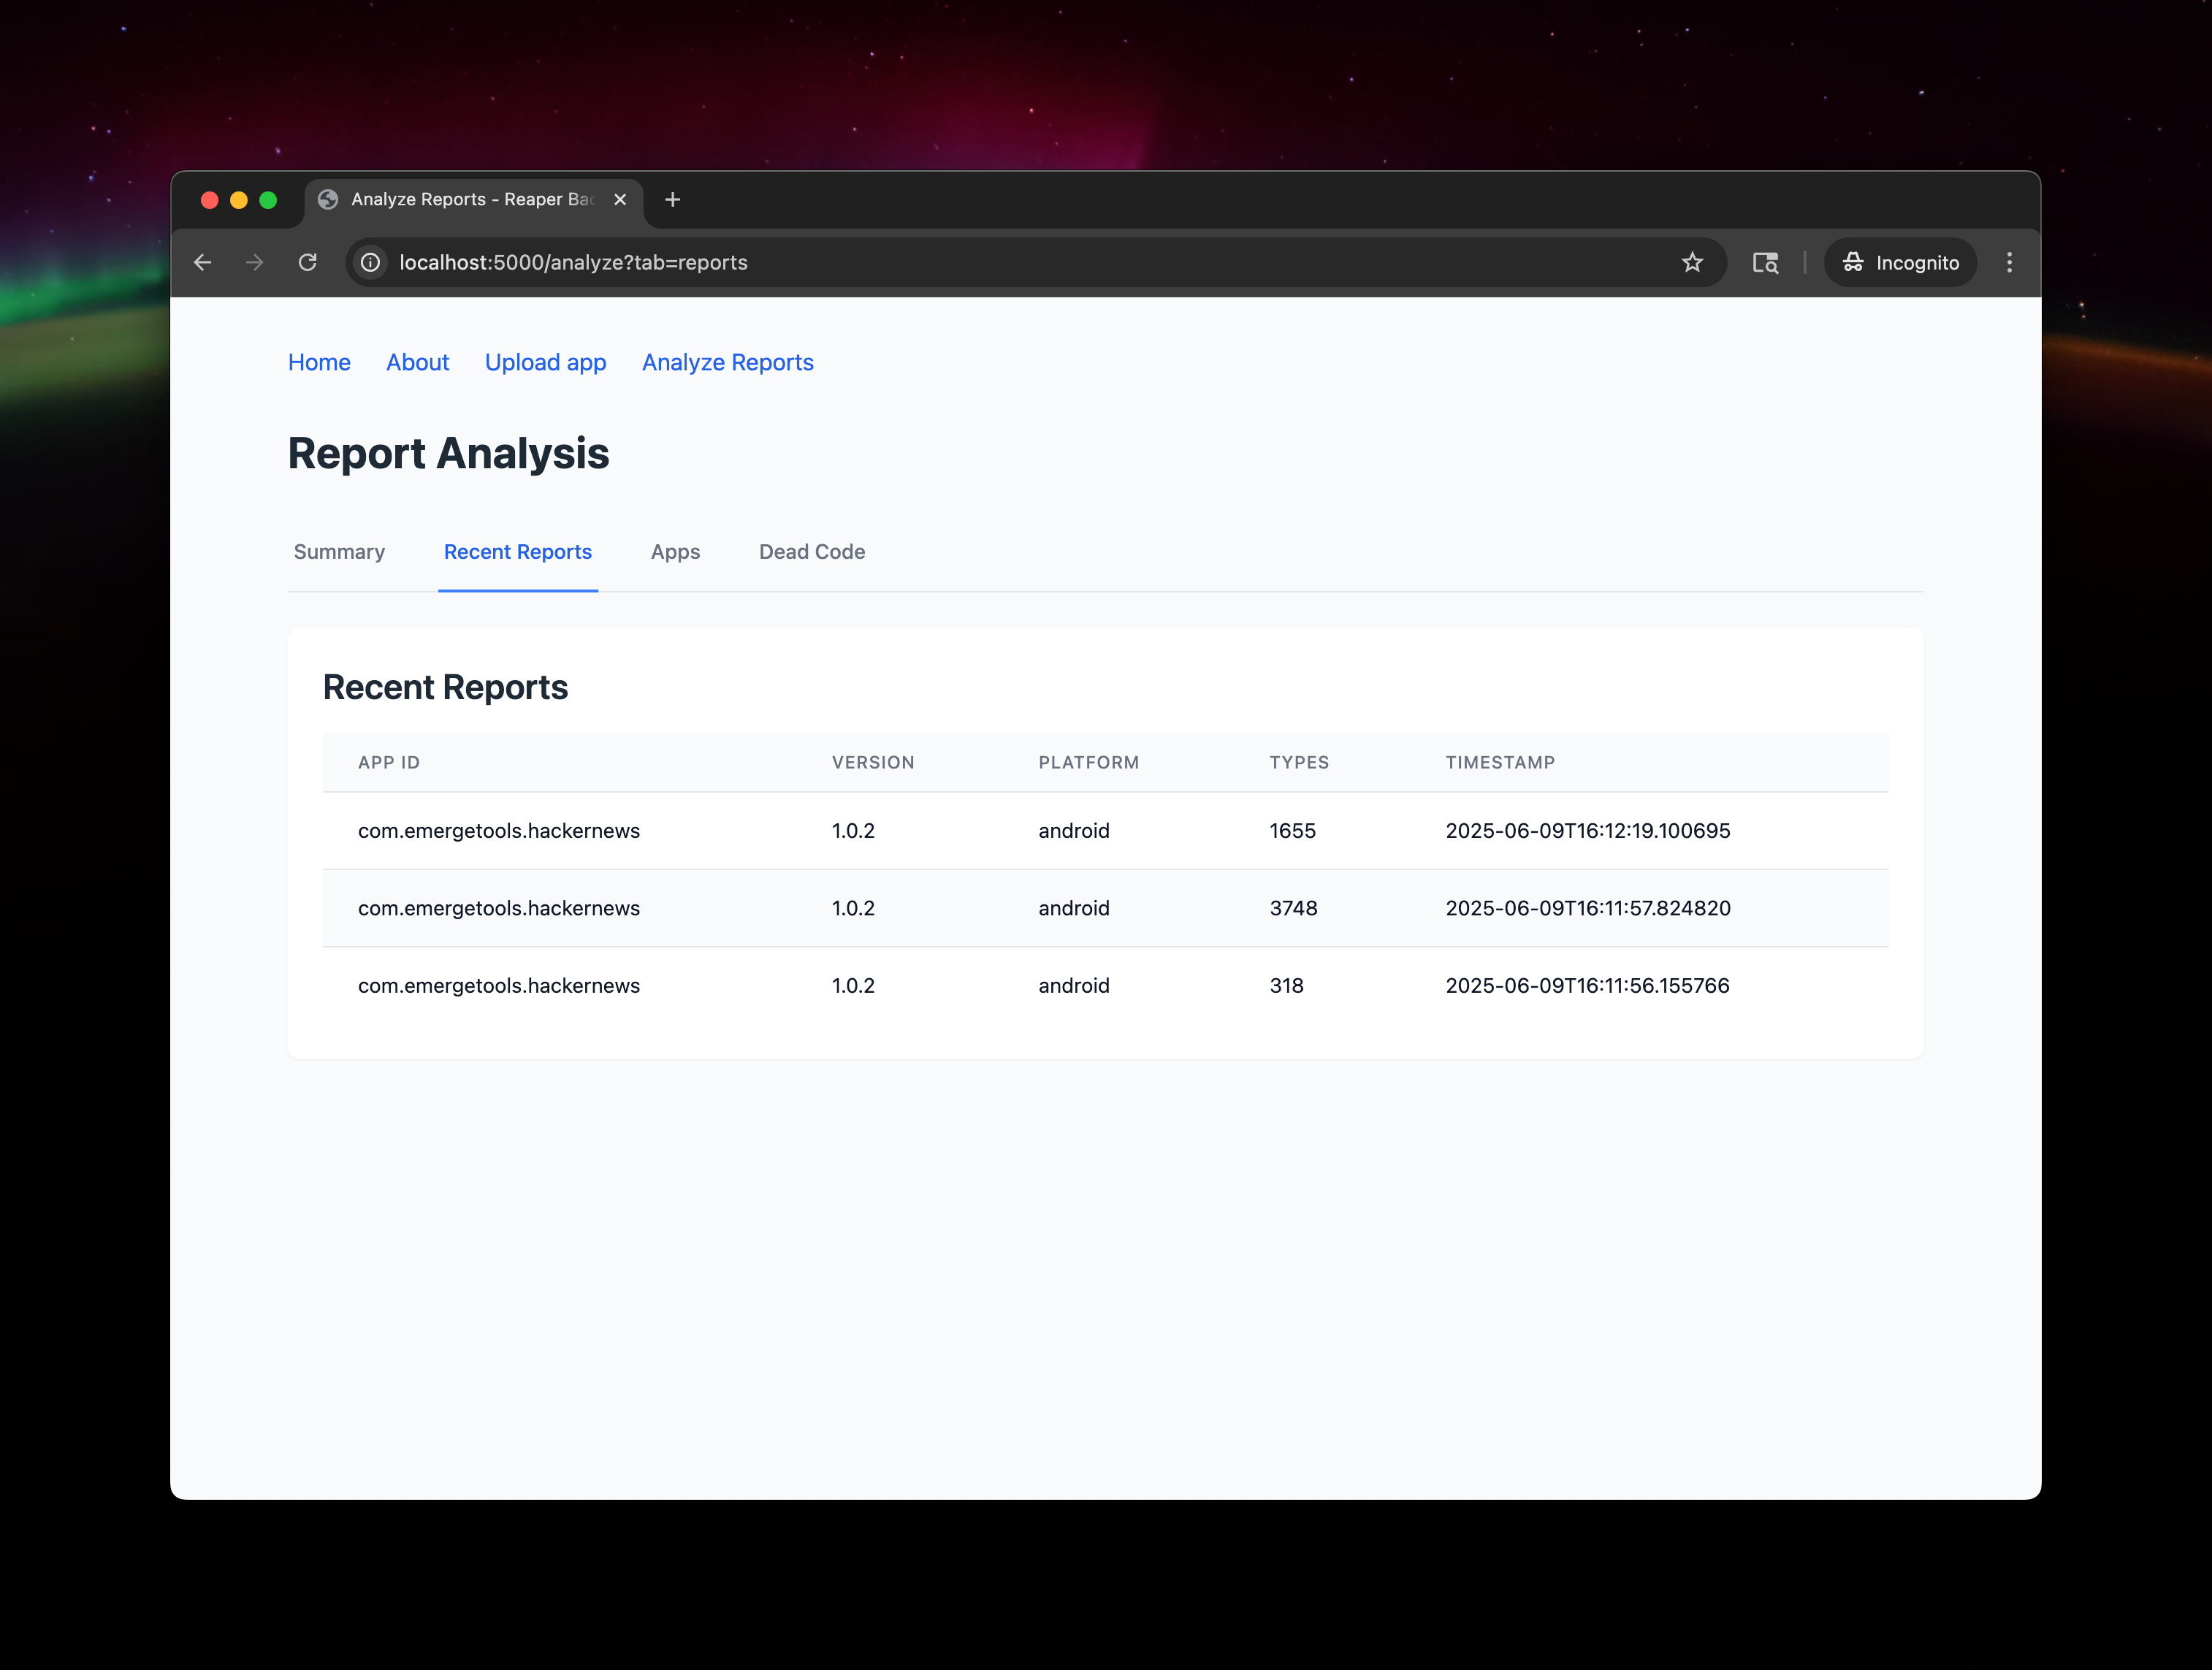 Analyze Reports - Reaper Bac
localhost:5000/analyze?tab=reports
Incognito
Home About Upload app Analyze Reports
Report Analysis
Summary Recent Reports Apps Dead Code
Recent Reports
APP ID VERSION PLATFORM TYPES TIMESTAMP
com.emergetools.hackernews 1.0.2 android 1655 2025-06-09T16:12:19.100695
com.emergetools.hackernews 1.0.2 android 3748 2025-06-09T16:11:57.824820
com.emergetools.hackernews 1.0.2 android 318 2025-06-09T16:11:56.155766